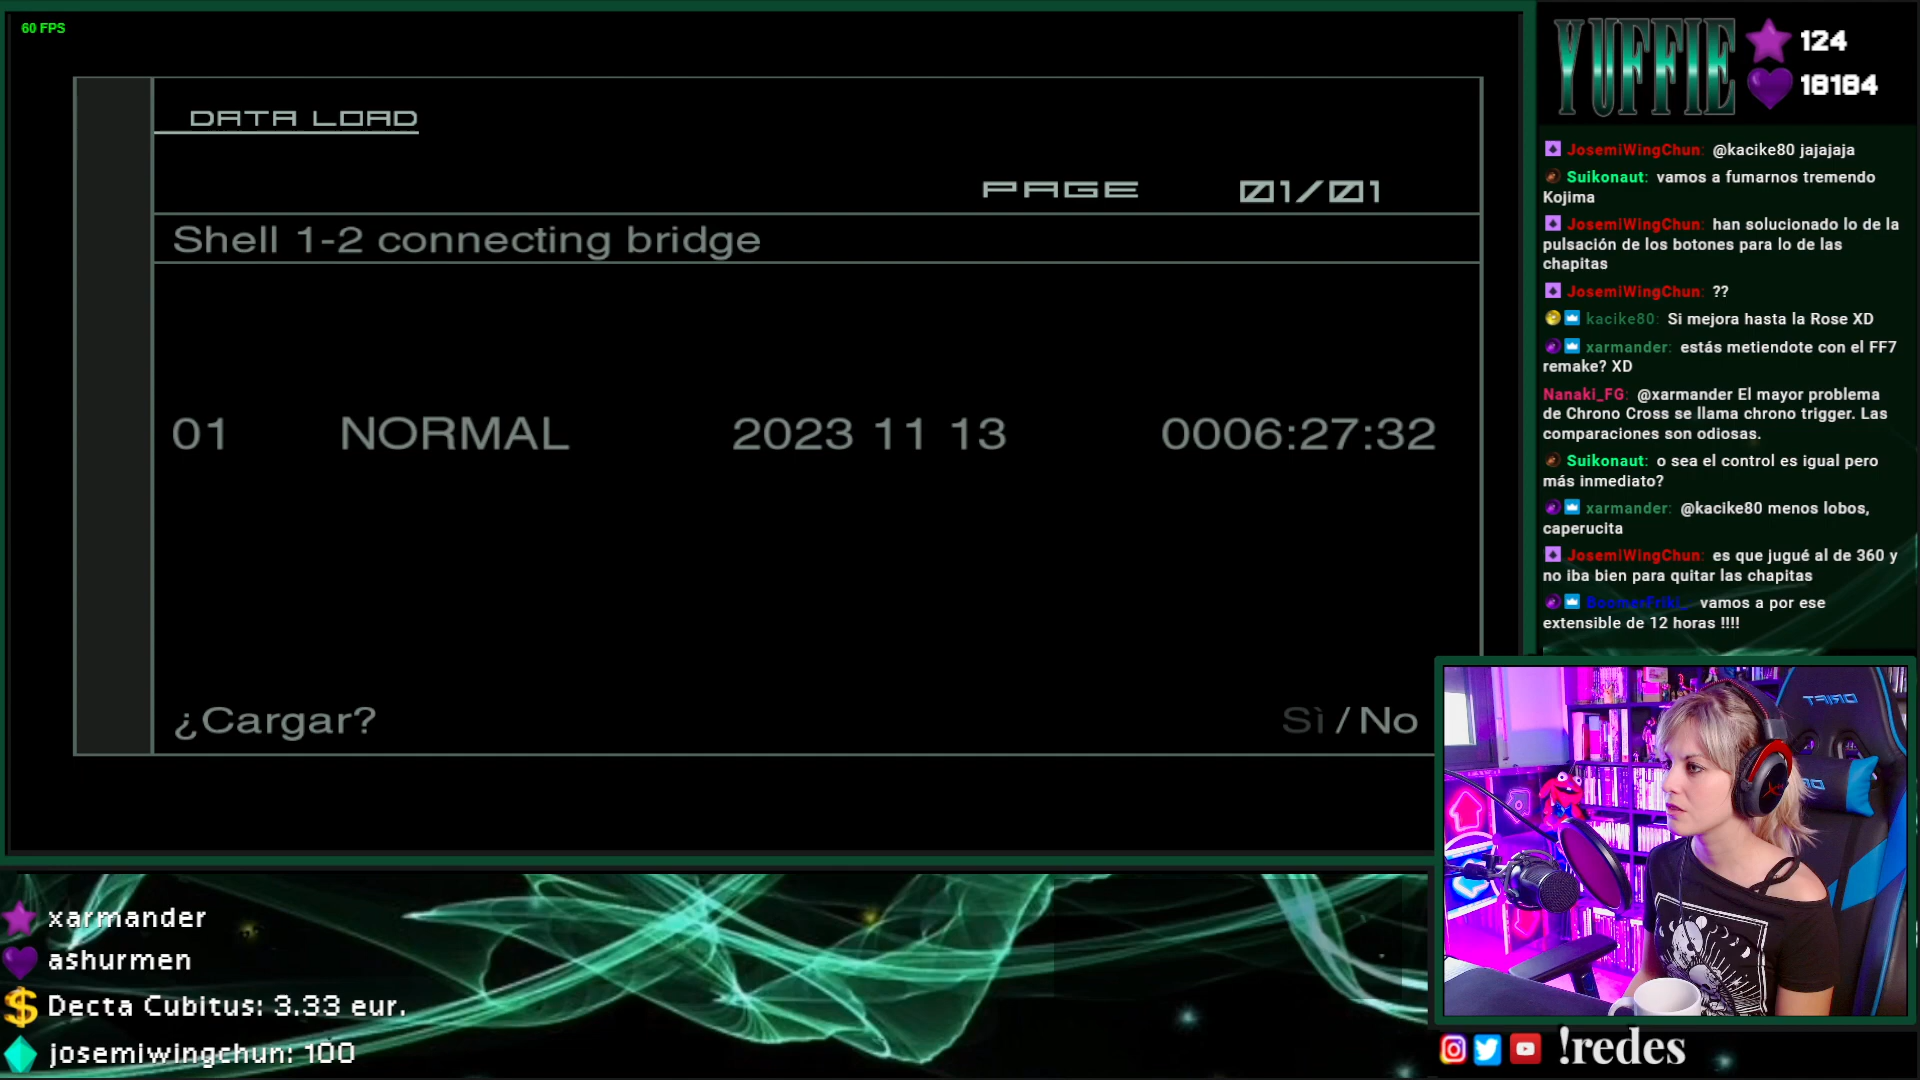 60 FPS
DATA LOAD
PAGE 01/01
Shell 1-2 connecting bridge
01 NORMAL 2023 11 13 0006:27:32
¿Cargar? Sì / No
YUFFIE
124
18184
JosemiWingChun: @kacike80 jajajaja
Suikonaut: vamos a fumarnos tremendo
Kojima
JosemiWingChun: han solucionado lo de la
pulsación de los botones para lo de las
chapitas
JosemiWingChun: ??
kacike80: Si mejora hasta la Rose XD
xarmander: estás metiendote con el FF7
remake? XD
Nanaki_FG: @xarmander El mayor problema
de Chrono Cross se llama chrono trigger. Las
comparaciones son odiosas.
Suikonaut: o sea el control es igual pero
más inmediato?
xarmander: @kacike80 menos lobos,
caperucita
JosemiWingChun: es que jugué al de 360 y
no iba bien para quitar las chapitas
BoomerFriki_ vamos a por ese
extensible de 12 horas !!!!
xarmander
ashurmen
Decta Cubitus: 3.33 eur.
josemiwingchun: 100
!redes